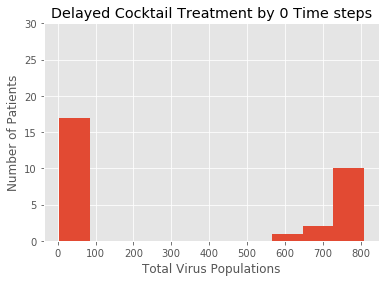 Delayed Cocktail Treatment by 0 Time steps
30
25
20
15
10
5
0
Number of Patients
0 100 200 300 400 500 600 700 800
Total Virus Populations